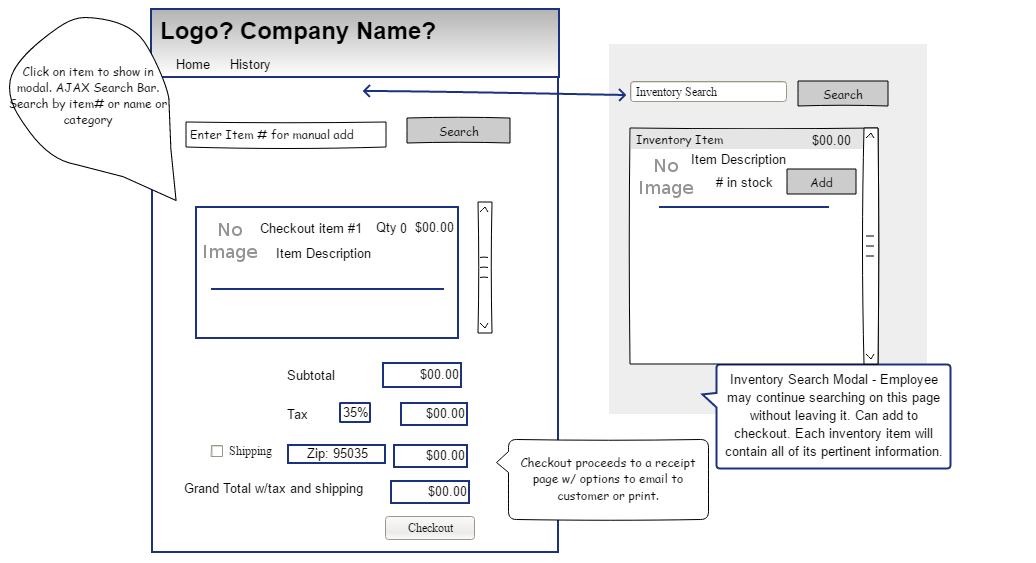 Logo? Company Name?
Home History
Click on item to show in
modal. AJAX Search Bar.
Search by item# or name or
category
Enter Item # for manual add
Search
No
Image
Checkout item #1 Qty 0 $00.00
Item Description
Subtotal $00.00
Tax 35% $00.00
Shipping Zip: 95035 $00.00
Grand Total w/tax and shipping $00.00
Checkout
Checkout proceeds to a receipt
page w/ options to email to
customer or print.
Inventory Search
Search
Inventory Item $00.00
No
Image
Item Description
# in stock
Add
Inventory Search Modal - Employee
may continue searching on this page
without leaving it. Can add to
checkout. Each inventory item will
contain all of its pertinent information.